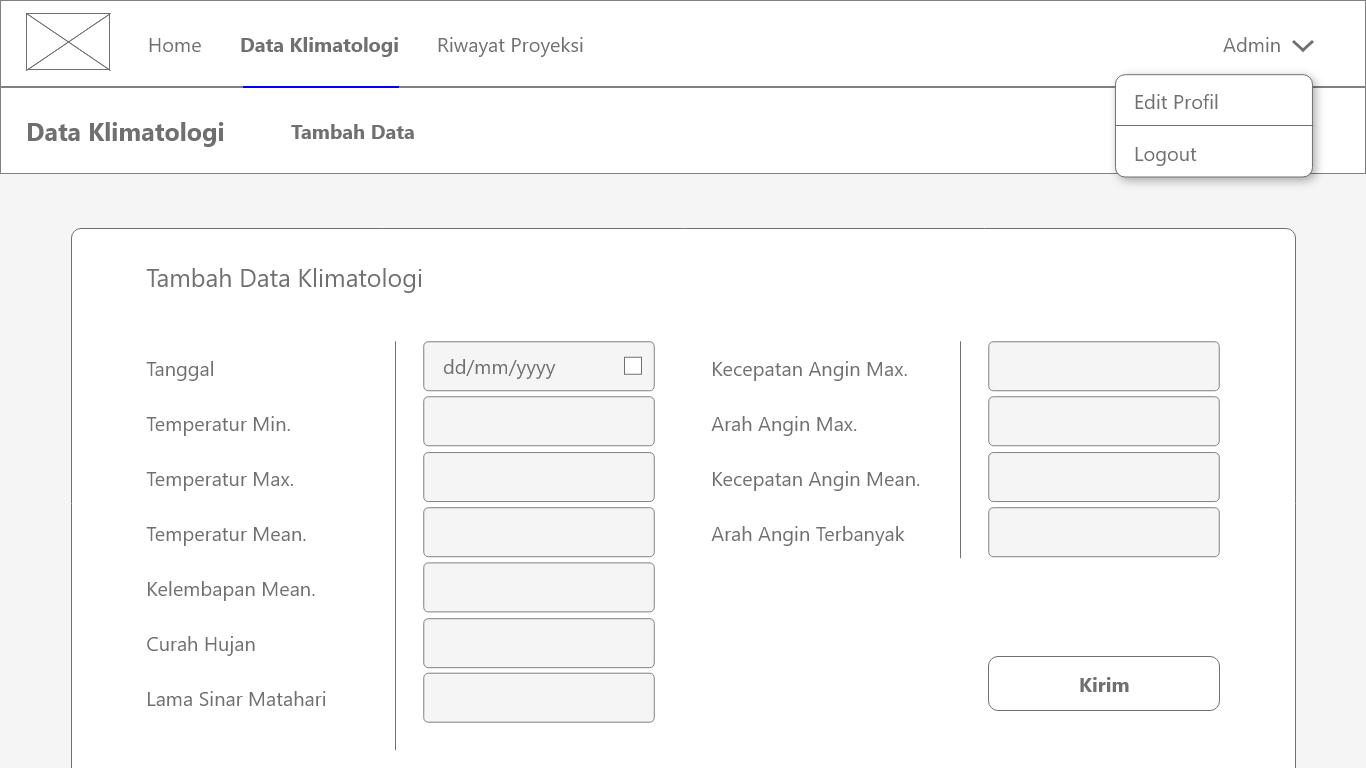 Home
Data Klimatologi
Riwayat Proyeksi
Admin
Edit Profil
Logout
Data Klimatologi
Tambah Data
Tambah Data Klimatologi
Tanggal
dd/mm/yyyy
Temperatur Min.
Temperatur Max.
Temperatur Mean.
Kelembapan Mean.
Curah Hujan
Lama Sinar Matahari
Kecepatan Angin Max.
Arah Angin Max.
Kecepatan Angin Mean.
Arah Angin Terbanyak
Kirim